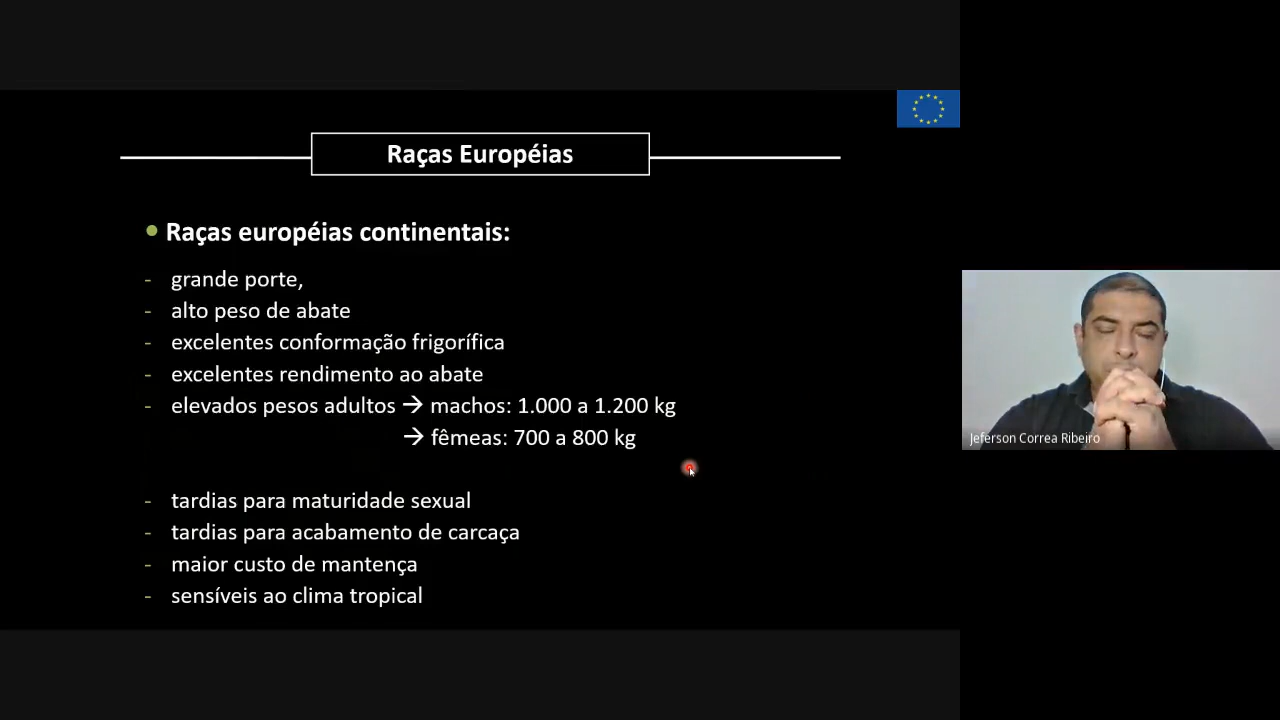 Raças Européias
Raças européias continentais:
- grande porte,
- alto peso de abate
- excelentes conformação frigorífica
- excelentes rendimento ao abate
- elevados pesos adultos → machos: 1.000 a 1.200 kg
→ fêmeas: 700 a 800 kg
- tardias para maturidade sexual
- tardias para acabamento de carcaça
- maior custo de mantença
- sensíveis ao clima tropical
Jeferson Correa Ribeiro